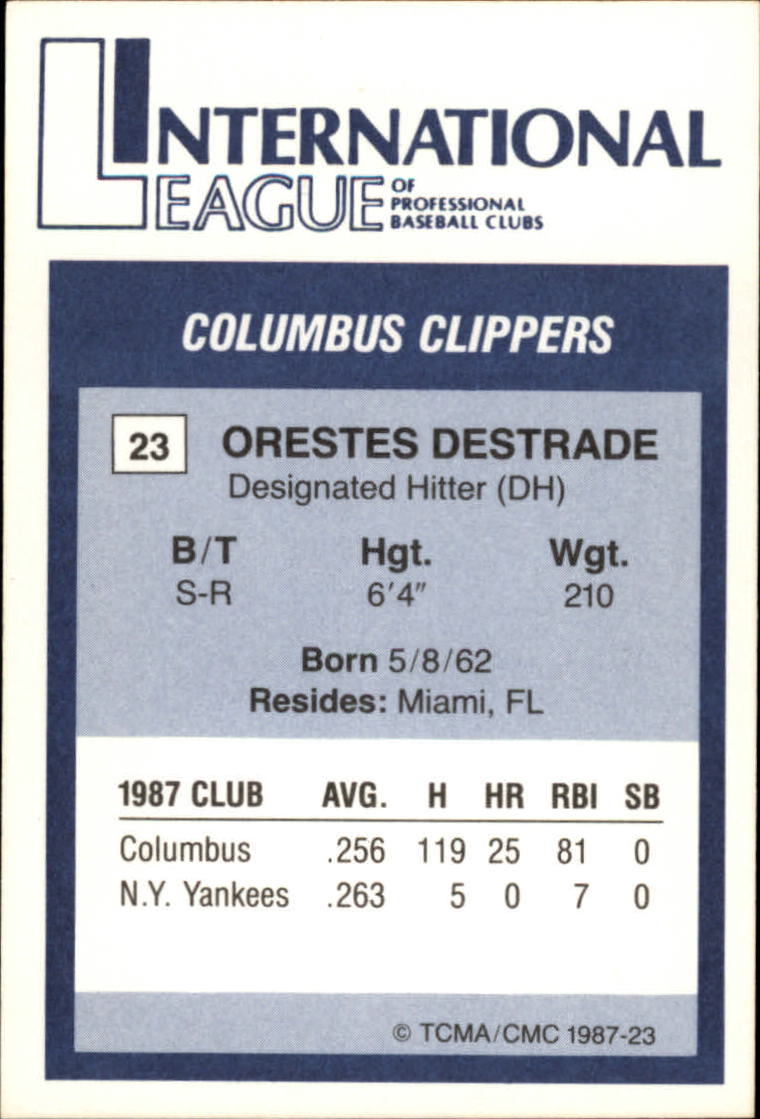 INTERNATIONAL
LEAGUE OF PROFESSIONAL BASEBALL CLUBS
COLUMBUS CLIPPERS
23 ORESTES DESTRADE
Designated Hitter (DH)
B/T Hgt. Wgt.
S-R 6'4" 210
Born 5/8/62
Resides: Miami, FL
1987 CLUB AVG. H HR RBI SB
Columbus .256 119 25 81 0
N.Y. Yankees .263 5 0 7 0
© TCMA/CMC 1987-23